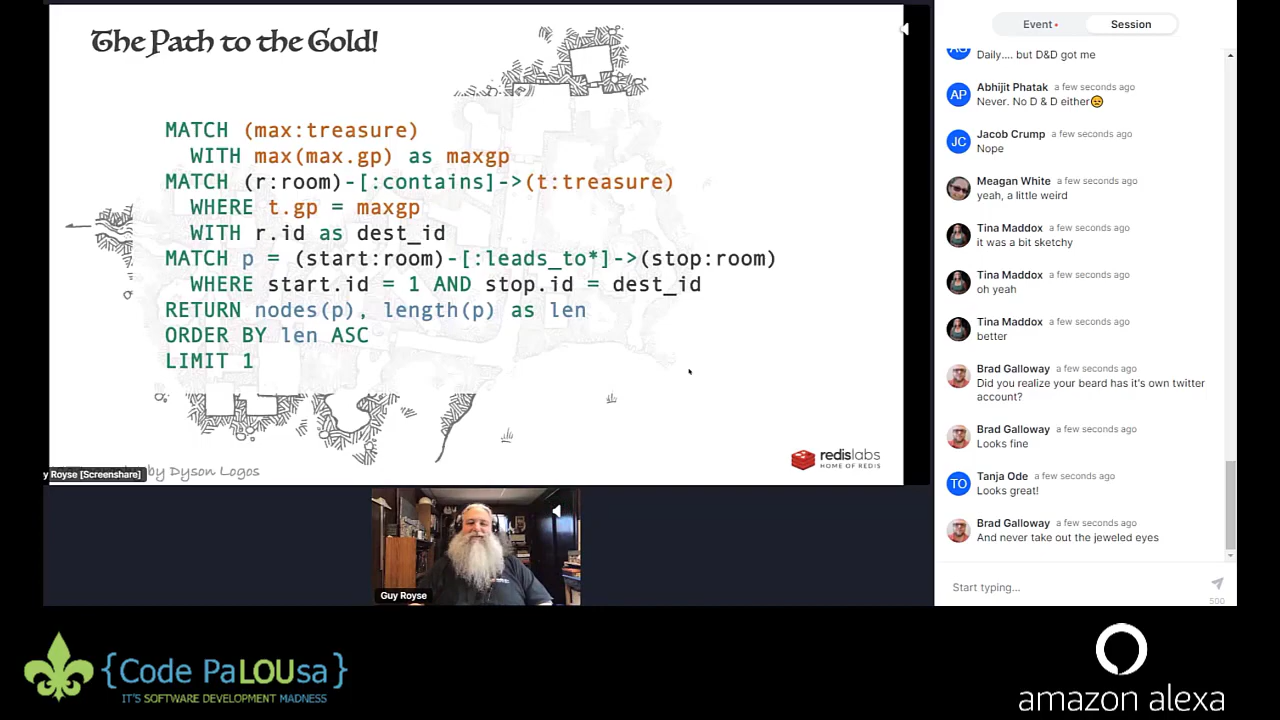 The Path to the Gold!
MATCH (max:treasure)
WITH max(max.gp) as maxgp
MATCH (r:room)-[:contains]->(t:treasure)
WHERE t.gp = maxgp
WITH r.id as dest_id
MATCH p = (start:room)-[:leads_to*]->(stop:room)
WHERE start.id = 1 AND stop.id = dest_id
RETURN nodes(p), length(p) as len
ORDER BY len ASC
LIMIT 1
y Royse [Screenshare]
by Dyson Logos
redislabs
HOME OF REDIS
Guy Royse
Event
Session
Daily.... but D&D got me
AP
Abhijit Phatak a few seconds ago
Never. No D & D either😣
JC
Jacob Crump a few seconds ago
Nope
Meagan White a few seconds ago
yeah, a little weird
Tina Maddox a few seconds ago
it was a bit sketchy
Tina Maddox a few seconds ago
oh yeah
Tina Maddox a few seconds ago
better
Brad Galloway a few seconds ago
Did you realize your beard has it's own twitter
account?
Brad Galloway a few seconds ago
Looks fine
TO
Tanja Ode a few seconds ago
Looks great!
Brad Galloway a few seconds ago
And never take out the jeweled eyes
Start typing...
500
{Code PaLOUsa}
IT'S SOFTWARE DEVELOPMENT MADNESS
amazon alexa